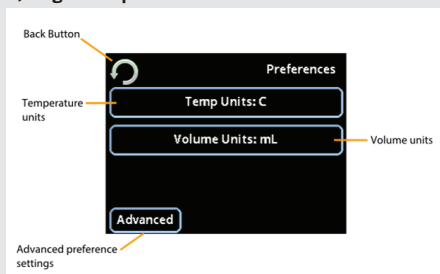 Back Button
Preferences
Temperature
units
Temp Units: C
Volume Units: mL
Volume units
Advanced
Advanced preference
settings